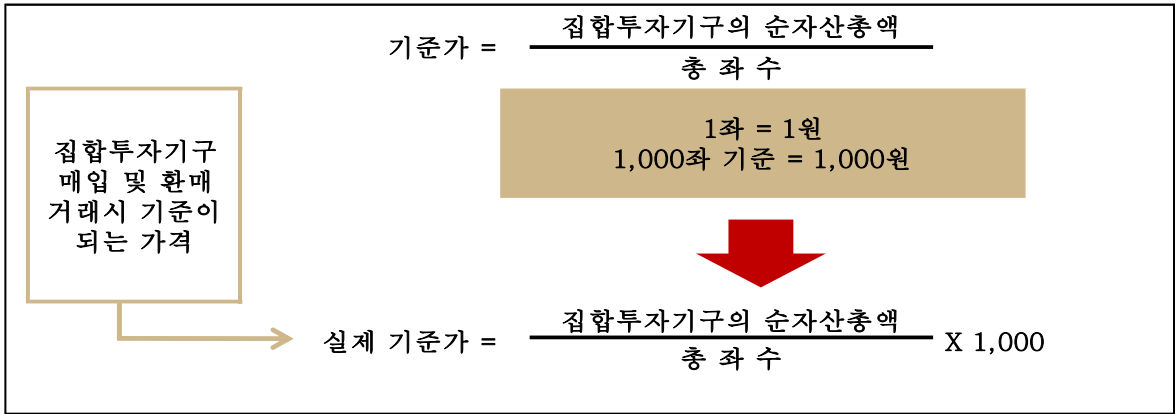 기준가 =
집합투자기구의 순자산총액
총 좌 수
1좌 = 1원
1,000좌 기준 = 1,000원
집합투자기구
매입 및 환매
거래시 기준이
되는 가격
실제 기준가 =
집합투자기구의 순자산총액
총 좌 수
X 1,000